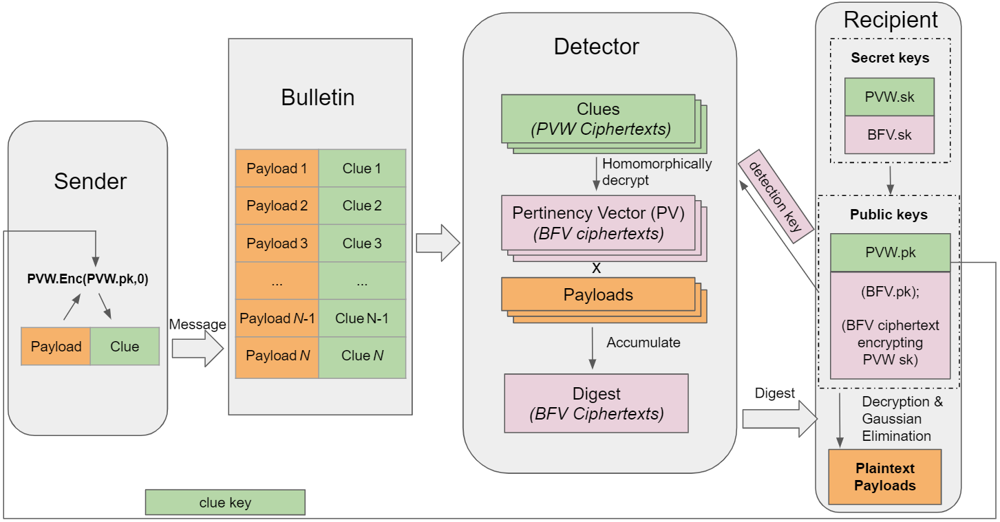 Sender
PVW.Enc(PVW.pk,0)
Payload Clue
Message
Bulletin
Payload 1 Clue 1
Payload 2 Clue 2
Payload 3 Clue 3
... ...
Payload N-1 Clue N-1
Payload N Clue N
Detector
Clues
(PVW Ciphertexts)
Homomorphically
decrypt
Pertinency Vector (PV)
(BFV ciphertexts)
x
Payloads
Accumulate
Digest
(BFV Ciphertexts)
detection key
Digest
Recipient
Secret keys
PVW.sk
BFV.sk
Public keys
PVW.pk
(BFV.pk);
(BFV ciphertext
encrypting
PVW sk)
Decryption &
Gaussian
Elimination
Plaintext
Payloads
clue key